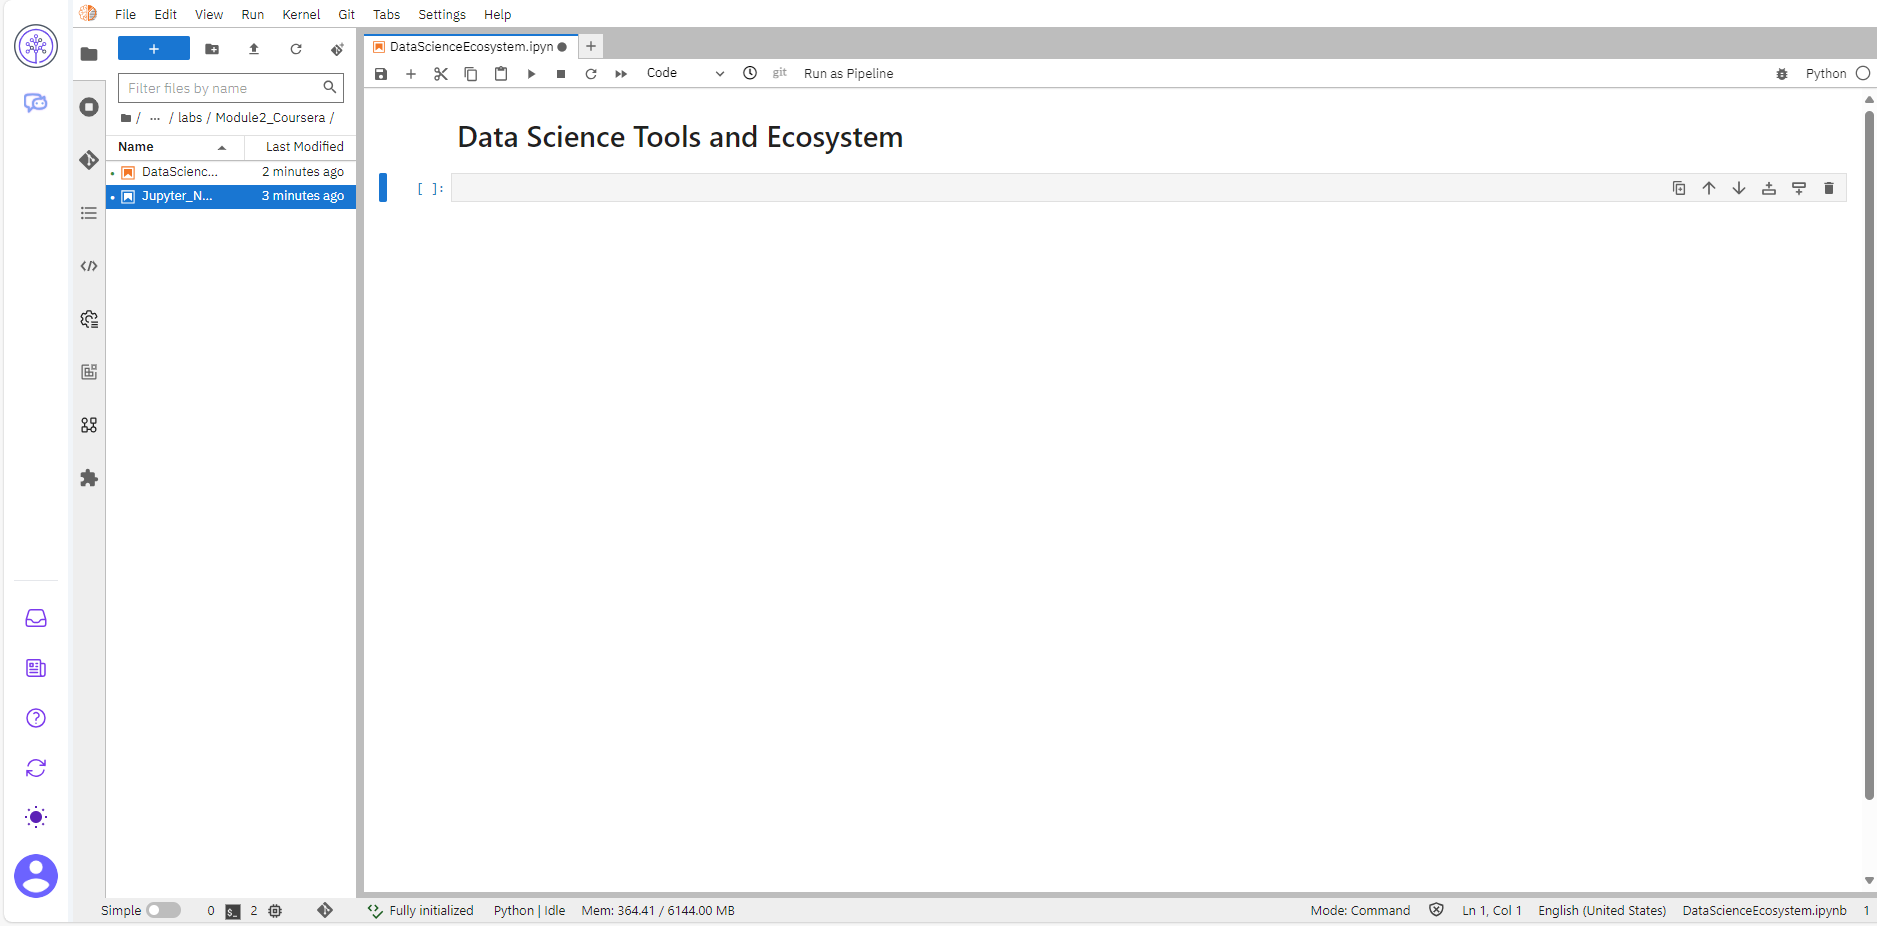 File Edit View Run Kernel Git Tabs Settings Help
DataScienceEcosystem.ipyn
Code git Run as Pipeline Python
Filter files by name
/ ... / labs / Module2_Coursera /
Name Last Modified
DataScienc... 2 minutes ago
Jupyter_N... 3 minutes ago
Data Science Tools and Ecosystem
[ ]:
Simple 0 $_ 2 Fully initialized Python | Idle Mem: 364.41 / 6144.00 MB Mode: Command Ln 1, Col 1 English (United States) DataScienceEcosystem.ipynb 1